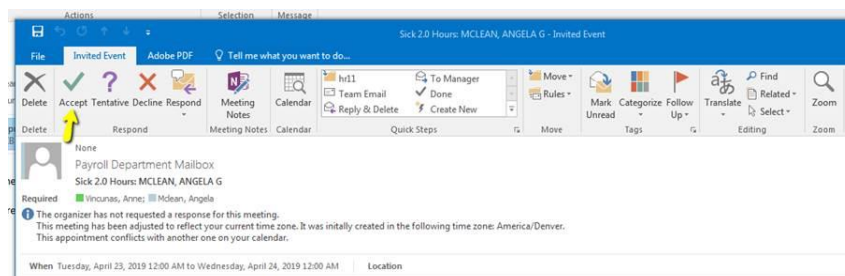 Actions Selection Message
Sick 2.0 Hours: MCLEAN, ANGELA G - Invited Event
File Invited Event Adobe PDF Tell me what you want to do...
Delete Accept Tentative Decline Respond Meeting Notes Calendar
hr11 To Manager
Team Email Done
Reply & Delete Create New
Move
Rules
Mark Unread Categorize Follow Up Translate
Find
Related
Select
Zoom
Delete Respond Meeting Notes Calendar Quick Steps Move Tags Editing Zoom
None
Payroll Department Mailbox
Sick 2.0 Hours: MCLEAN, ANGELA G
Required Vincunas, Anne; Mclean, Angela
The organizer has not requested a response for this meeting.
This meeting has been adjusted to reflect your current time zone. It was initally created in the following time zone: America/Denver.
This appointment conflicts with another one on your calendar.
When Tuesday, April 23, 2019 12:00 AM to Wednesday, April 24, 2019 12:00 AM Location